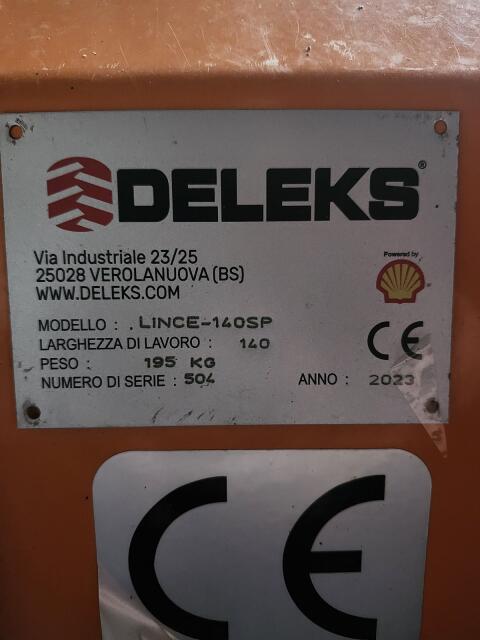 DELEKS®
Via Industriale 23/25
25028 VEROLANUOVA (BS)
WWW.DELEKS.COM
Powered by
MODELLO : . LINCE-140SP
LARGHEZZA DI LAVORO : 140
PESO : 195 KG
NUMERO DI SERIE : 504 ANNO : 2023
CE
CE